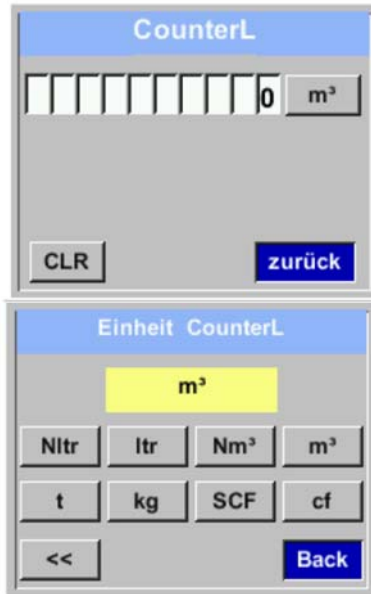 CounterL
0 m³
CLR zurück
Einheit CounterL
m³
Nltr ltr Nm³ m³
t kg SCF cf
<< Back